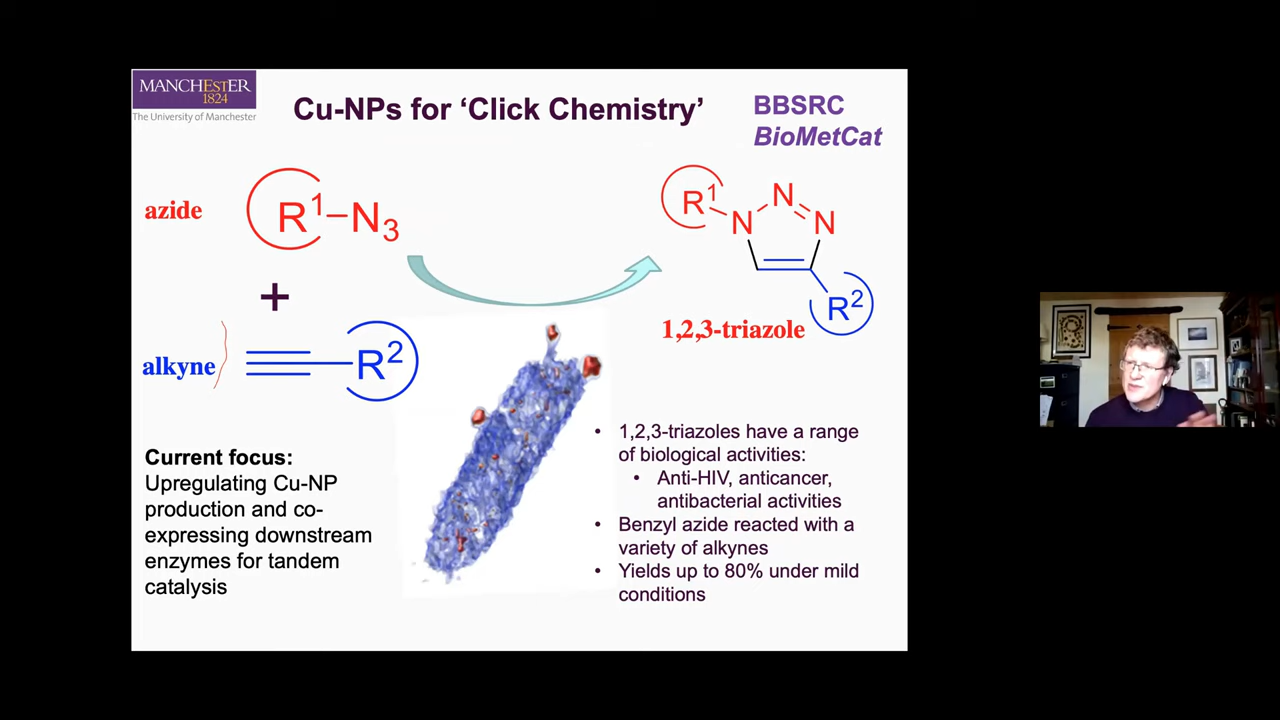 MANCHESTER
1824
The University of Manchester
Cu-NPs for ‘Click Chemistry’
BBSRC
BioMetCat
azide
R1–N3
+
alkyne
R2
R1
N
N
N
R2
1,2,3-triazole
Current focus:
Upregulating Cu-NP
production and co-
expressing downstream
enzymes for tandem
catalysis
• 1,2,3-triazoles have a range
of biological activities:
• Anti-HIV, anticancer,
antibacterial activities
• Benzyl azide reacted with a
variety of alkynes
• Yields up to 80% under mild
conditions